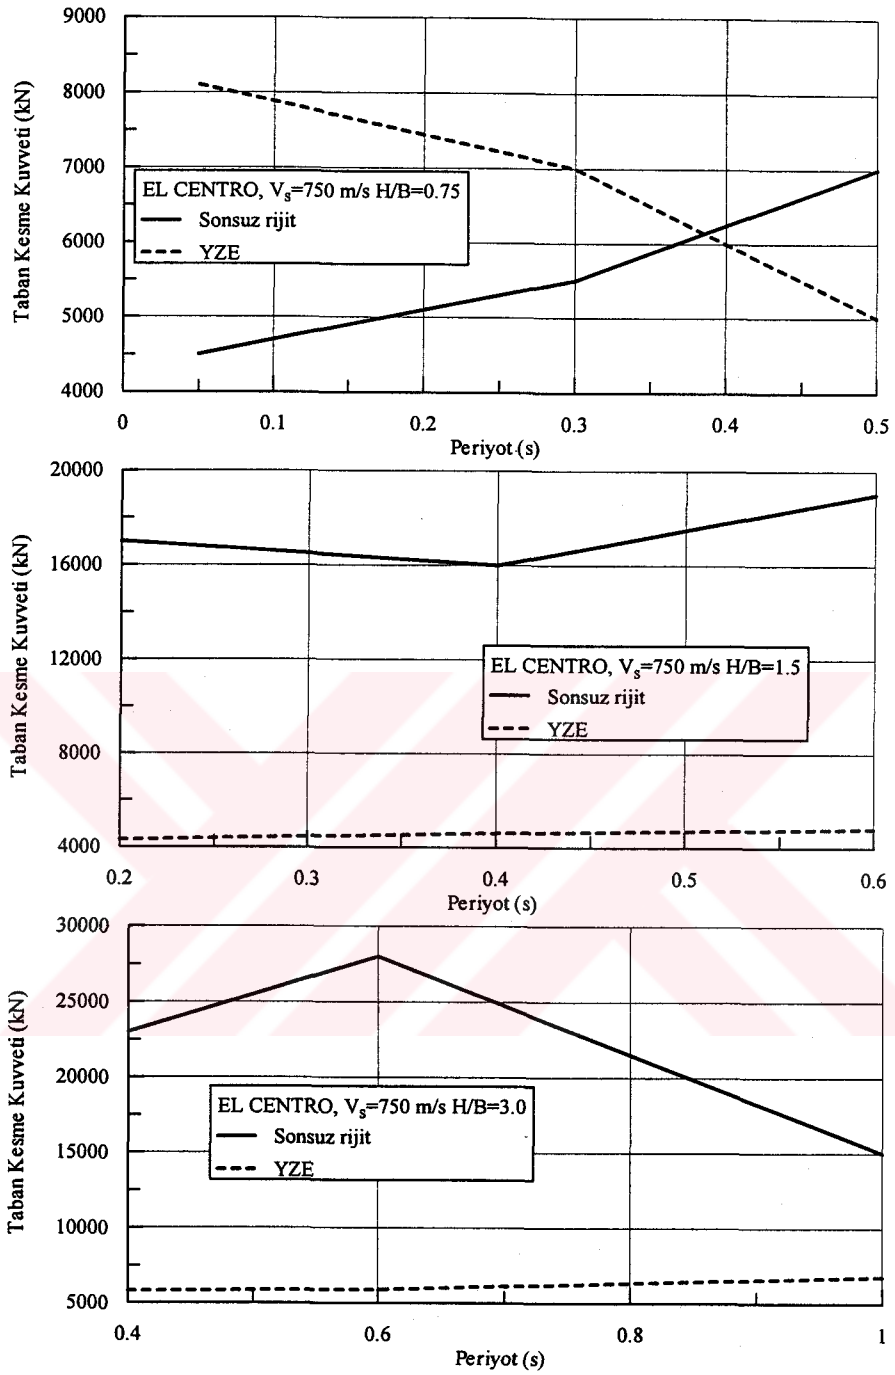 9000
8000
7000
6000
5000
4000
Taban Kesme Kuvveti (kN)
EL CENTRO, Vs=750 m/s H/B=0.75
Sonsuz rijit
YZE
0 0.1 0.2 0.3 0.4 0.5
Periyot (s)
20000
16000
12000
8000
4000
Taban Kesme Kuvveti (kN)
EL CENTRO, Vs=750 m/s H/B=1.5
Sonsuz rijit
YZE
0.2 0.3 0.4 0.5 0.6
Periyot (s)
30000
25000
20000
15000
10000
5000
Taban Kesme Kuvveti (kN)
EL CENTRO, Vs=750 m/s H/B=3.0
Sonsuz rijit
YZE
0.4 0.6 0.8 1
Periyot (s)